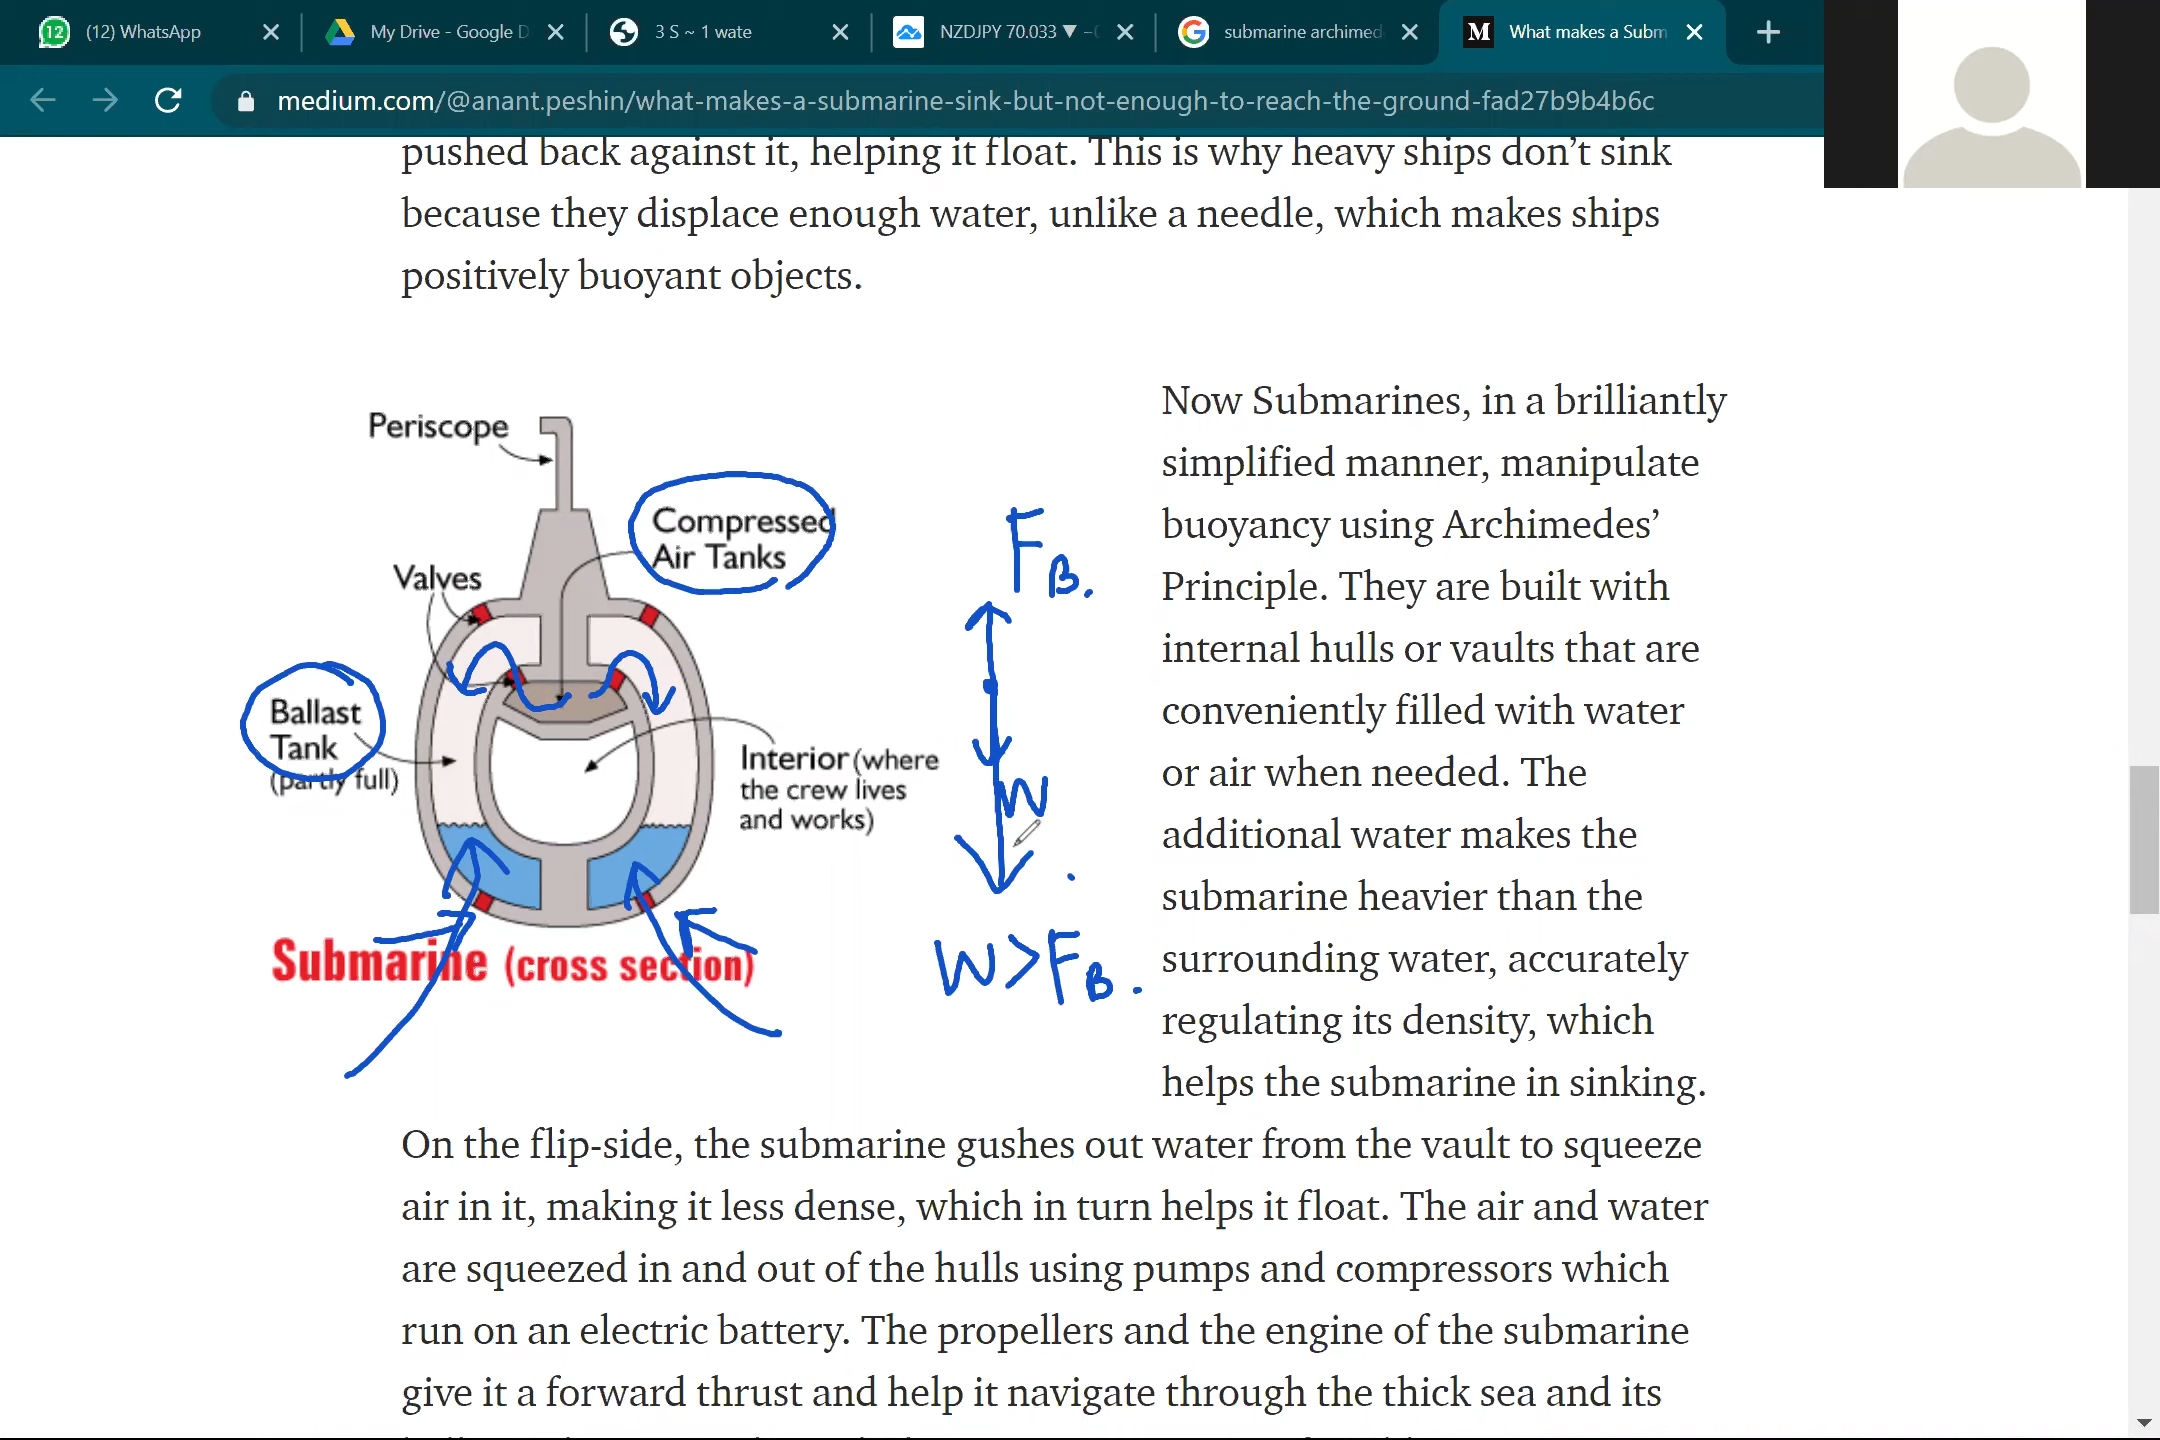 12
(12) WhatsApp
My Drive - Google D
3 S ~ 1 wate
NZDJPY 70.033 ▼ −
submarine archimed
M
What makes a Subm
medium.com/@anant.peshin/what-makes-a-submarine-sink-but-not-enough-to-reach-the-ground-fad27b9b4b6c
pushed back against it, helping it float. This is why heavy ships don’t sink
because they displace enough water, unlike a needle, which makes ships
positively buoyant objects.
Periscope
Compressed
Air Tanks
Valves
Ballast
Tank
(partly full)
Interior (where
the crew lives
and works)
Submarine (cross section)
F_B.
W
W>F_B.
Now Submarines, in a brilliantly
simplified manner, manipulate
buoyancy using Archimedes’
Principle. They are built with
internal hulls or vaults that are
conveniently filled with water
or air when needed. The
additional water makes the
submarine heavier than the
surrounding water, accurately
regulating its density, which
helps the submarine in sinking.
On the flip-side, the submarine gushes out water from the vault to squeeze
air in it, making it less dense, which in turn helps it float. The air and water
are squeezed in and out of the hulls using pumps and compressors which
run on an electric battery. The propellers and the engine of the submarine
give it a forward thrust and help it navigate through the thick sea and its